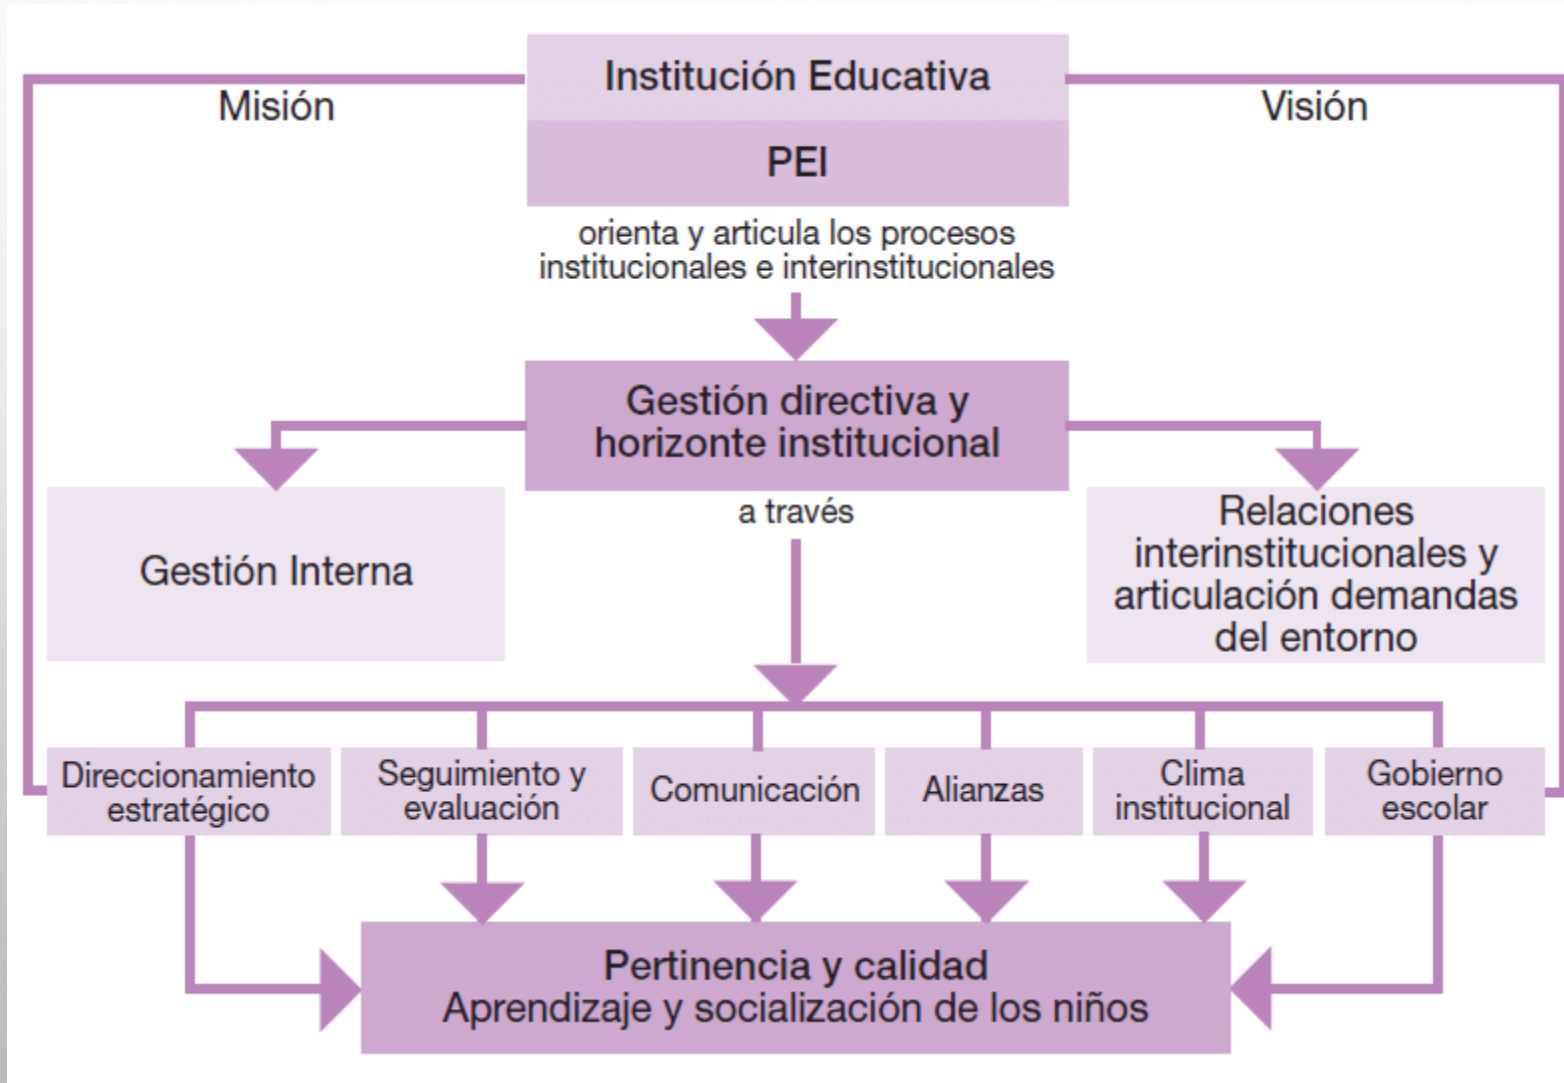 Institución Educativa
Misión
Visión
PEI
orienta y articula los procesos
institucionales e interinstitucionales
Gestión directiva y
horizonte institucional
a través
Gestión Interna
Relaciones
interinstitucionales y
articulación demandas
del entorno
Direccionamiento
estratégico
Seguimiento y
evaluación
Comunicación
Alianzas
Clima
institucional
Gobierno
escolar
Pertinencia y calidad
Aprendizaje y socialización de los niños